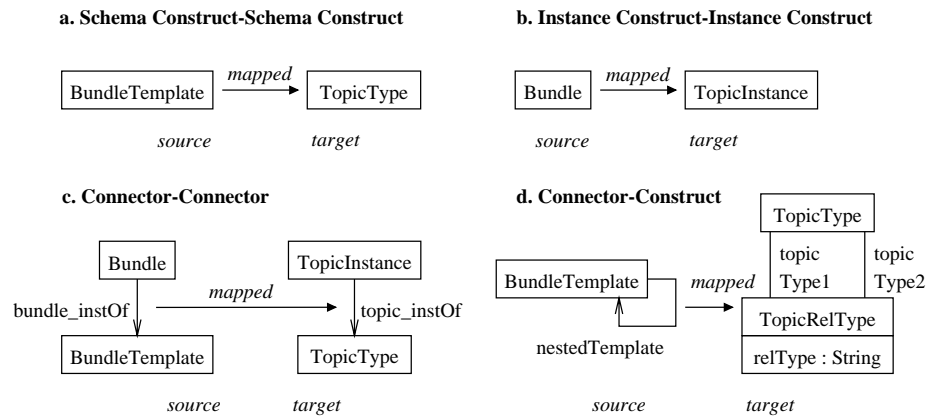 a. Schema Construct-Schema Construct
BundleTemplate
mapped
TopicType
source
target
b. Instance Construct-Instance Construct
Bundle
mapped
TopicInstance
source
target
c. Connector-Connector
Bundle
TopicInstance
bundle_instOf
mapped
topic_instOf
BundleTemplate
TopicType
source
target
d. Connector-Construct
TopicType
topic
Type1
topic
Type2
BundleTemplate
mapped
nestedTemplate
TopicRelType
relType : String
source
target